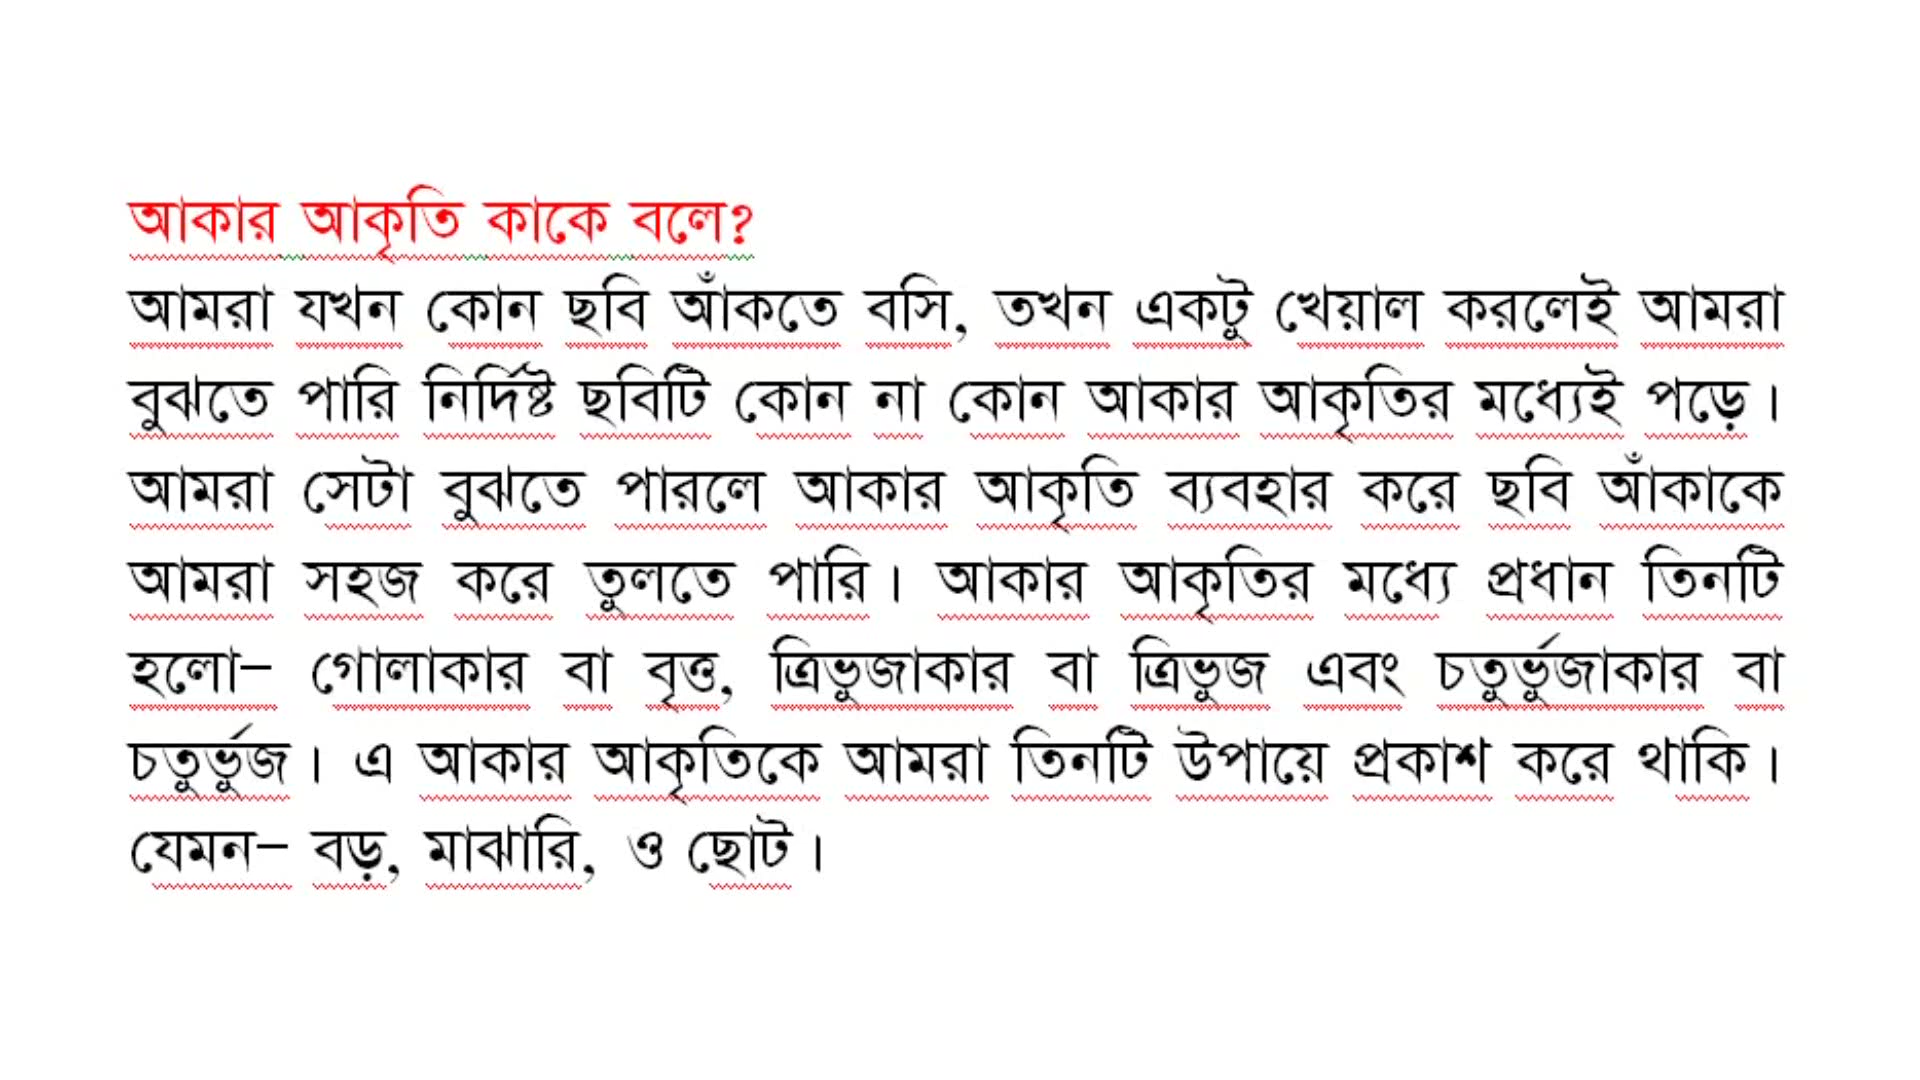 আকার আকৃতি কাকে বলে?
আমরা যখন কোন ছবি আঁকতে বসি, তখন একটূ খেয়াল করলেই আমরা
বুঝতে পারি নির্দিষ্ট ছবিটি কোন না কোন আকার আকৃতির মধ্যেই পড়ে।
আমরা সেটা বুঝতে পারলে আকার আকৃতি ব্যবহার করে ছবি আঁকাকে
আমরা সহজ করে তূলতে পারি। আকার আকৃতির মধ্যে প্রধান তিনটি
হলো– গোলাকার বা বৃত্ত, ত্রিভূজাকার বা ত্রিভূজ এবং চতূর্ভূজাকার বা
চতূর্ভূজ। এ আকার আকৃতিকে আমরা তিনটি উপায়ে প্রকাশ করে থাকি।
যেমন– বড়, মাঝারি, ও ছোট।